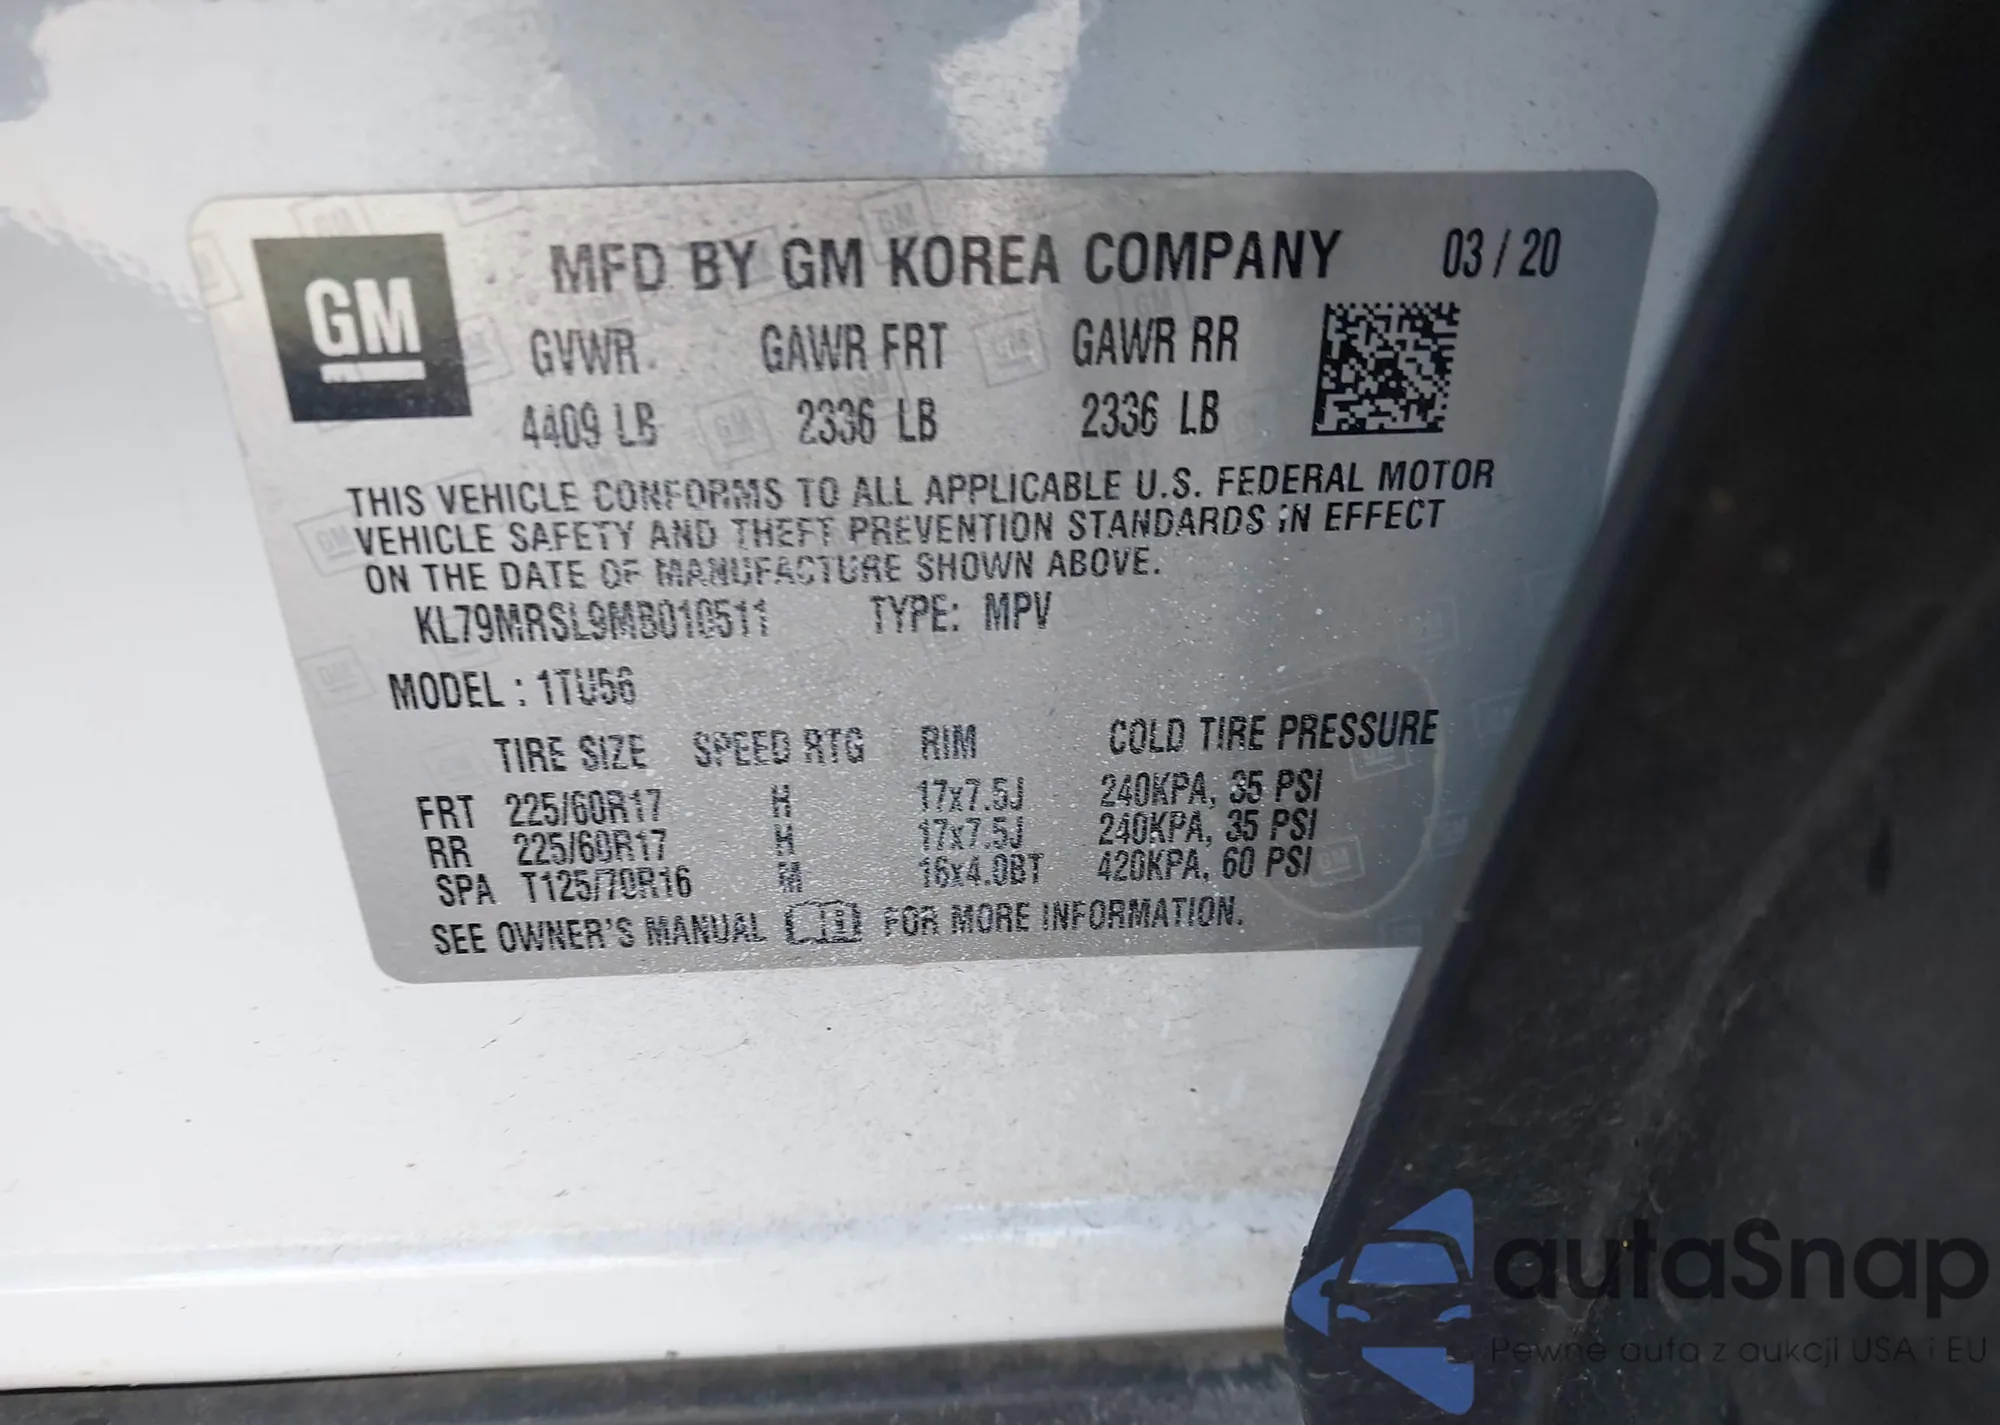 GM
MFD BY GM KOREA COMPANY 03 / 20
GVWR GAWR FRT GAWR RR
4409 LB 2336 LB 2336 LB
THIS VEHICLE CONFORMS TO ALL APPLICABLE U.S. FEDERAL MOTOR
VEHICLE SAFETY AND THEFT PREVENTION STANDARDS IN EFFECT
ON THE DATE OF MANUFACTURE SHOWN ABOVE.
KL79MRSL9MB010511 TYPE: MPV
MODEL : 1TU56
TIRE SIZE SPEED RTG RIM COLD TIRE PRESSURE
FRT 225/60R17 H 17x7.5J 240KPA, 35 PSI
RR 225/60R17 H 17x7.5J 240KPA, 35 PSI
SPA T125/70R16 16x4.0BT 420KPA, 60 PSI
SEE OWNER'S MANUAL FOR MORE INFORMATION.
autaSnap
Pewne auta z aukcji USA i EU